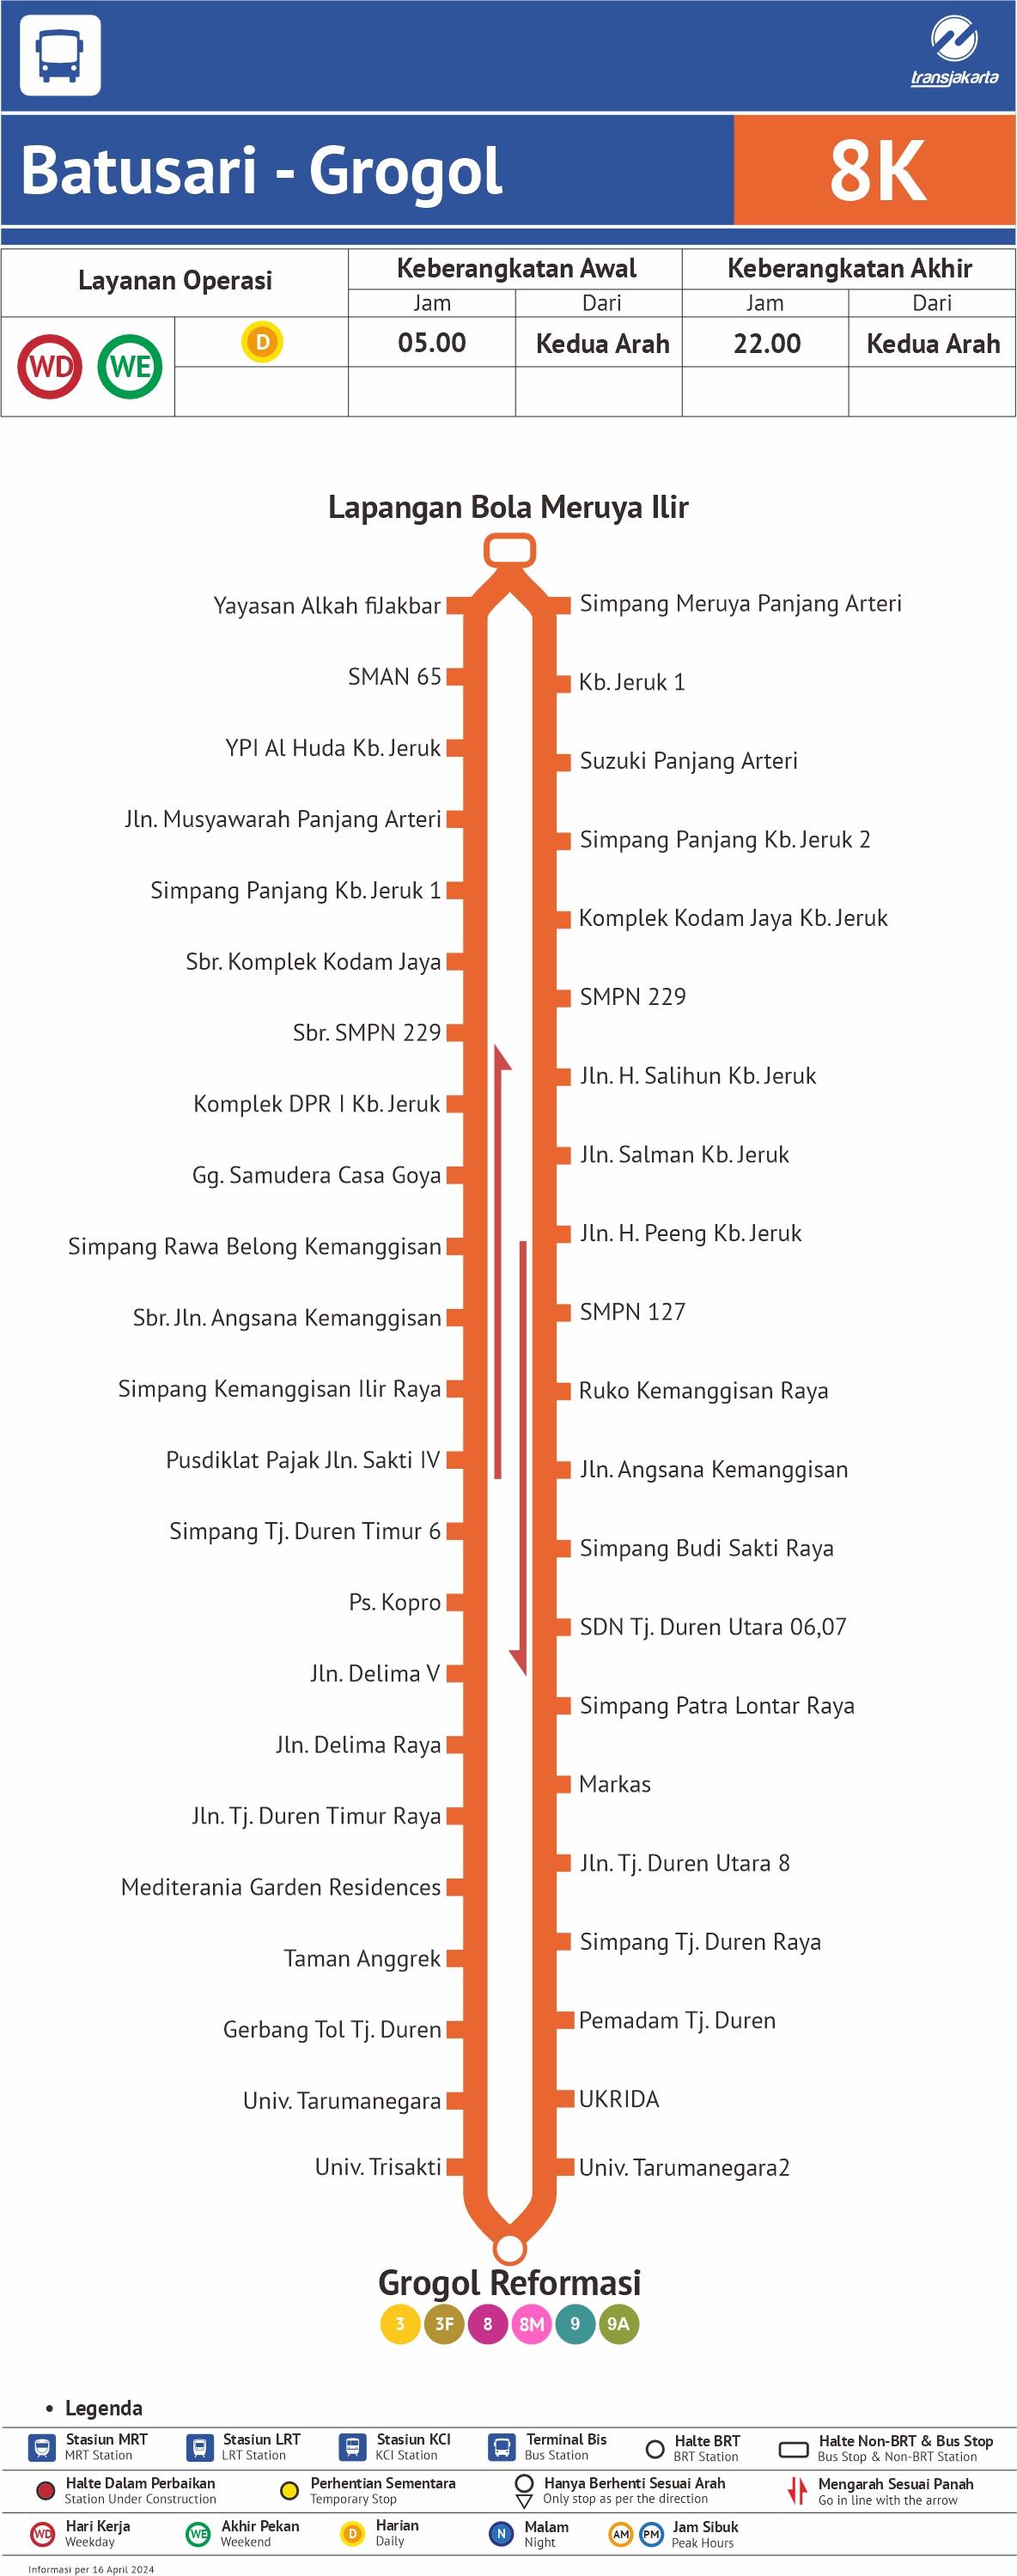 transjakarta
Batusari - Grogol
8K
Layanan Operasi
Keberangkatan Awal
Keberangkatan Akhir
Jam
Dari
Jam
Dari
WD
WE
D
05.00
Kedua Arah
22.00
Kedua Arah
Lapangan Bola Meruya Ilir
Yayasan Alkah fiJakbar
SMAN 65
YPI Al Huda Kb. Jeruk
Jln. Musyawarah Panjang Arteri
Simpang Panjang Kb. Jeruk 1
Sbr. Komplek Kodam Jaya
Sbr. SMPN 229
Komplek DPR I Kb. Jeruk
Gg. Samudera Casa Goya
Simpang Rawa Belong Kemanggisan
Sbr. Jln. Angsana Kemanggisan
Simpang Kemanggisan Ilir Raya
Pusdiklat Pajak Jln. Sakti IV
Simpang Tj. Duren Timur 6
Ps. Kopro
Jln. Delima V
Jln. Delima Raya
Jln. Tj. Duren Timur Raya
Mediterania Garden Residences
Taman Anggrek
Gerbang Tol Tj. Duren
Univ. Tarumanegara
Univ. Trisakti
Simpang Meruya Panjang Arteri
Kb. Jeruk 1
Suzuki Panjang Arteri
Simpang Panjang Kb. Jeruk 2
Komplek Kodam Jaya Kb. Jeruk
SMPN 229
Jln. H. Salihun Kb. Jeruk
Jln. Salman Kb. Jeruk
Jln. H. Peeng Kb. Jeruk
SMPN 127
Ruko Kemanggisan Raya
Jln. Angsana Kemanggisan
Simpang Budi Sakti Raya
SDN Tj. Duren Utara 06,07
Simpang Patra Lontar Raya
Markas
Jln. Tj. Duren Utara 8
Simpang Tj. Duren Raya
Pemadam Tj. Duren
UKRIDA
Univ. Tarumanegara2
Grogol Reformasi
3 3F 8 8M 9 9A
• Legenda
Stasiun MRT
MRT Station
Stasiun LRT
LRT Station
Stasiun KCI
KCI Station
Terminal Bis
Bus Station
Halte BRT
BRT Station
Halte Non-BRT & Bus Stop
Bus Stop & Non-BRT Station
Halte Dalam Perbaikan
Station Under Construction
Perhentian Sementara
Temporary Stop
Hanya Berhenti Sesuai Arah
Only stop as per the direction
Mengarah Sesuai Panah
Go in line with the arrow
WD
Hari Kerja
Weekday
WE
Akhir Pekan
Weekend
D
Harian
Daily
N
Malam
Night
AM PM
Jam Sibuk
Peak Hours
Informasi per 16 April 2024